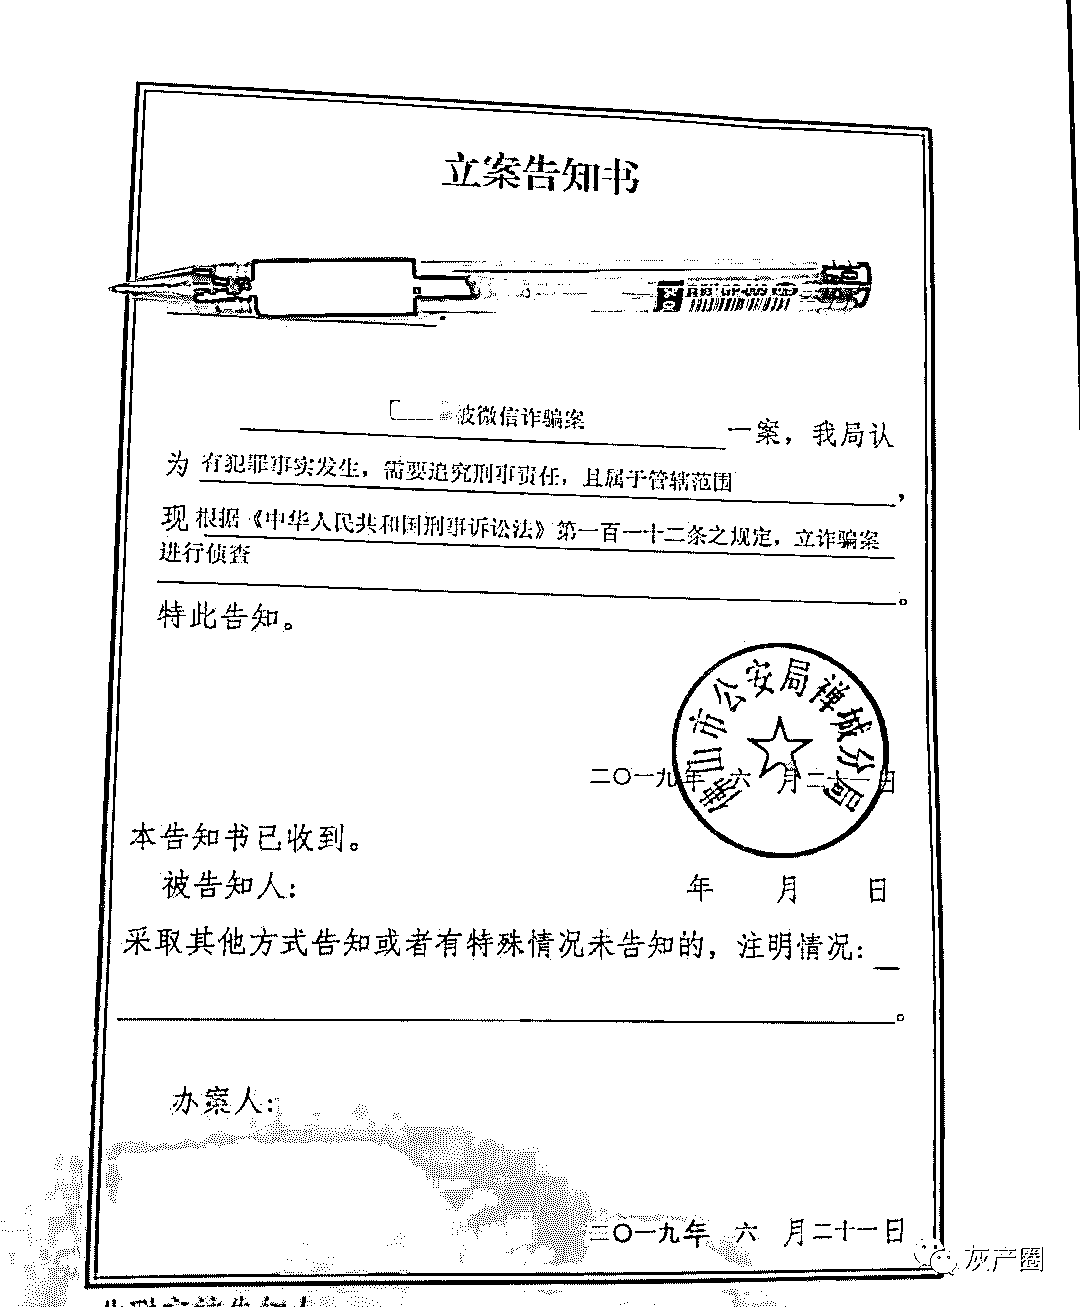 立案告知书
被微信诈骗案
一案，我局认
为 有犯罪事实发生，需要追究刑事责任，且属于管辖范围 ，
现 根据《中华人民共和国刑事诉讼法》第一百一十二条之规定，立诈骗案
进行侦查 。
特此告知。
佛山市公安局禅城分局
二〇一九年 六 月二十一日
本告知书已收到。
被告知人： 年 月 日
采取其他方式告知或者有特殊情况未告知的，注明情况：
。
办案人：
二〇一九年 六 月二十一日
灰产圈